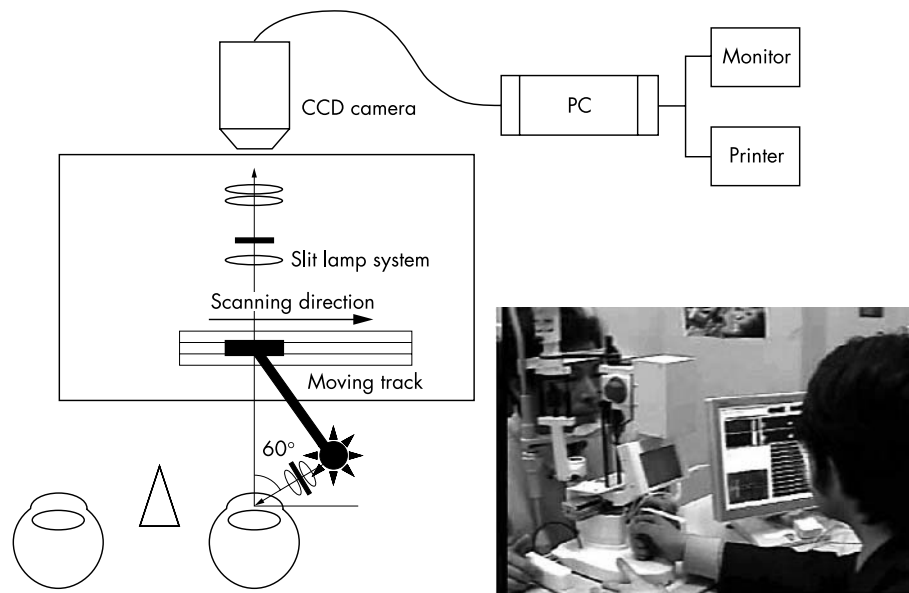 Monitor
CCD camera
PC
Printer
Slit lamp system
Scanning direction
Moving track
60°